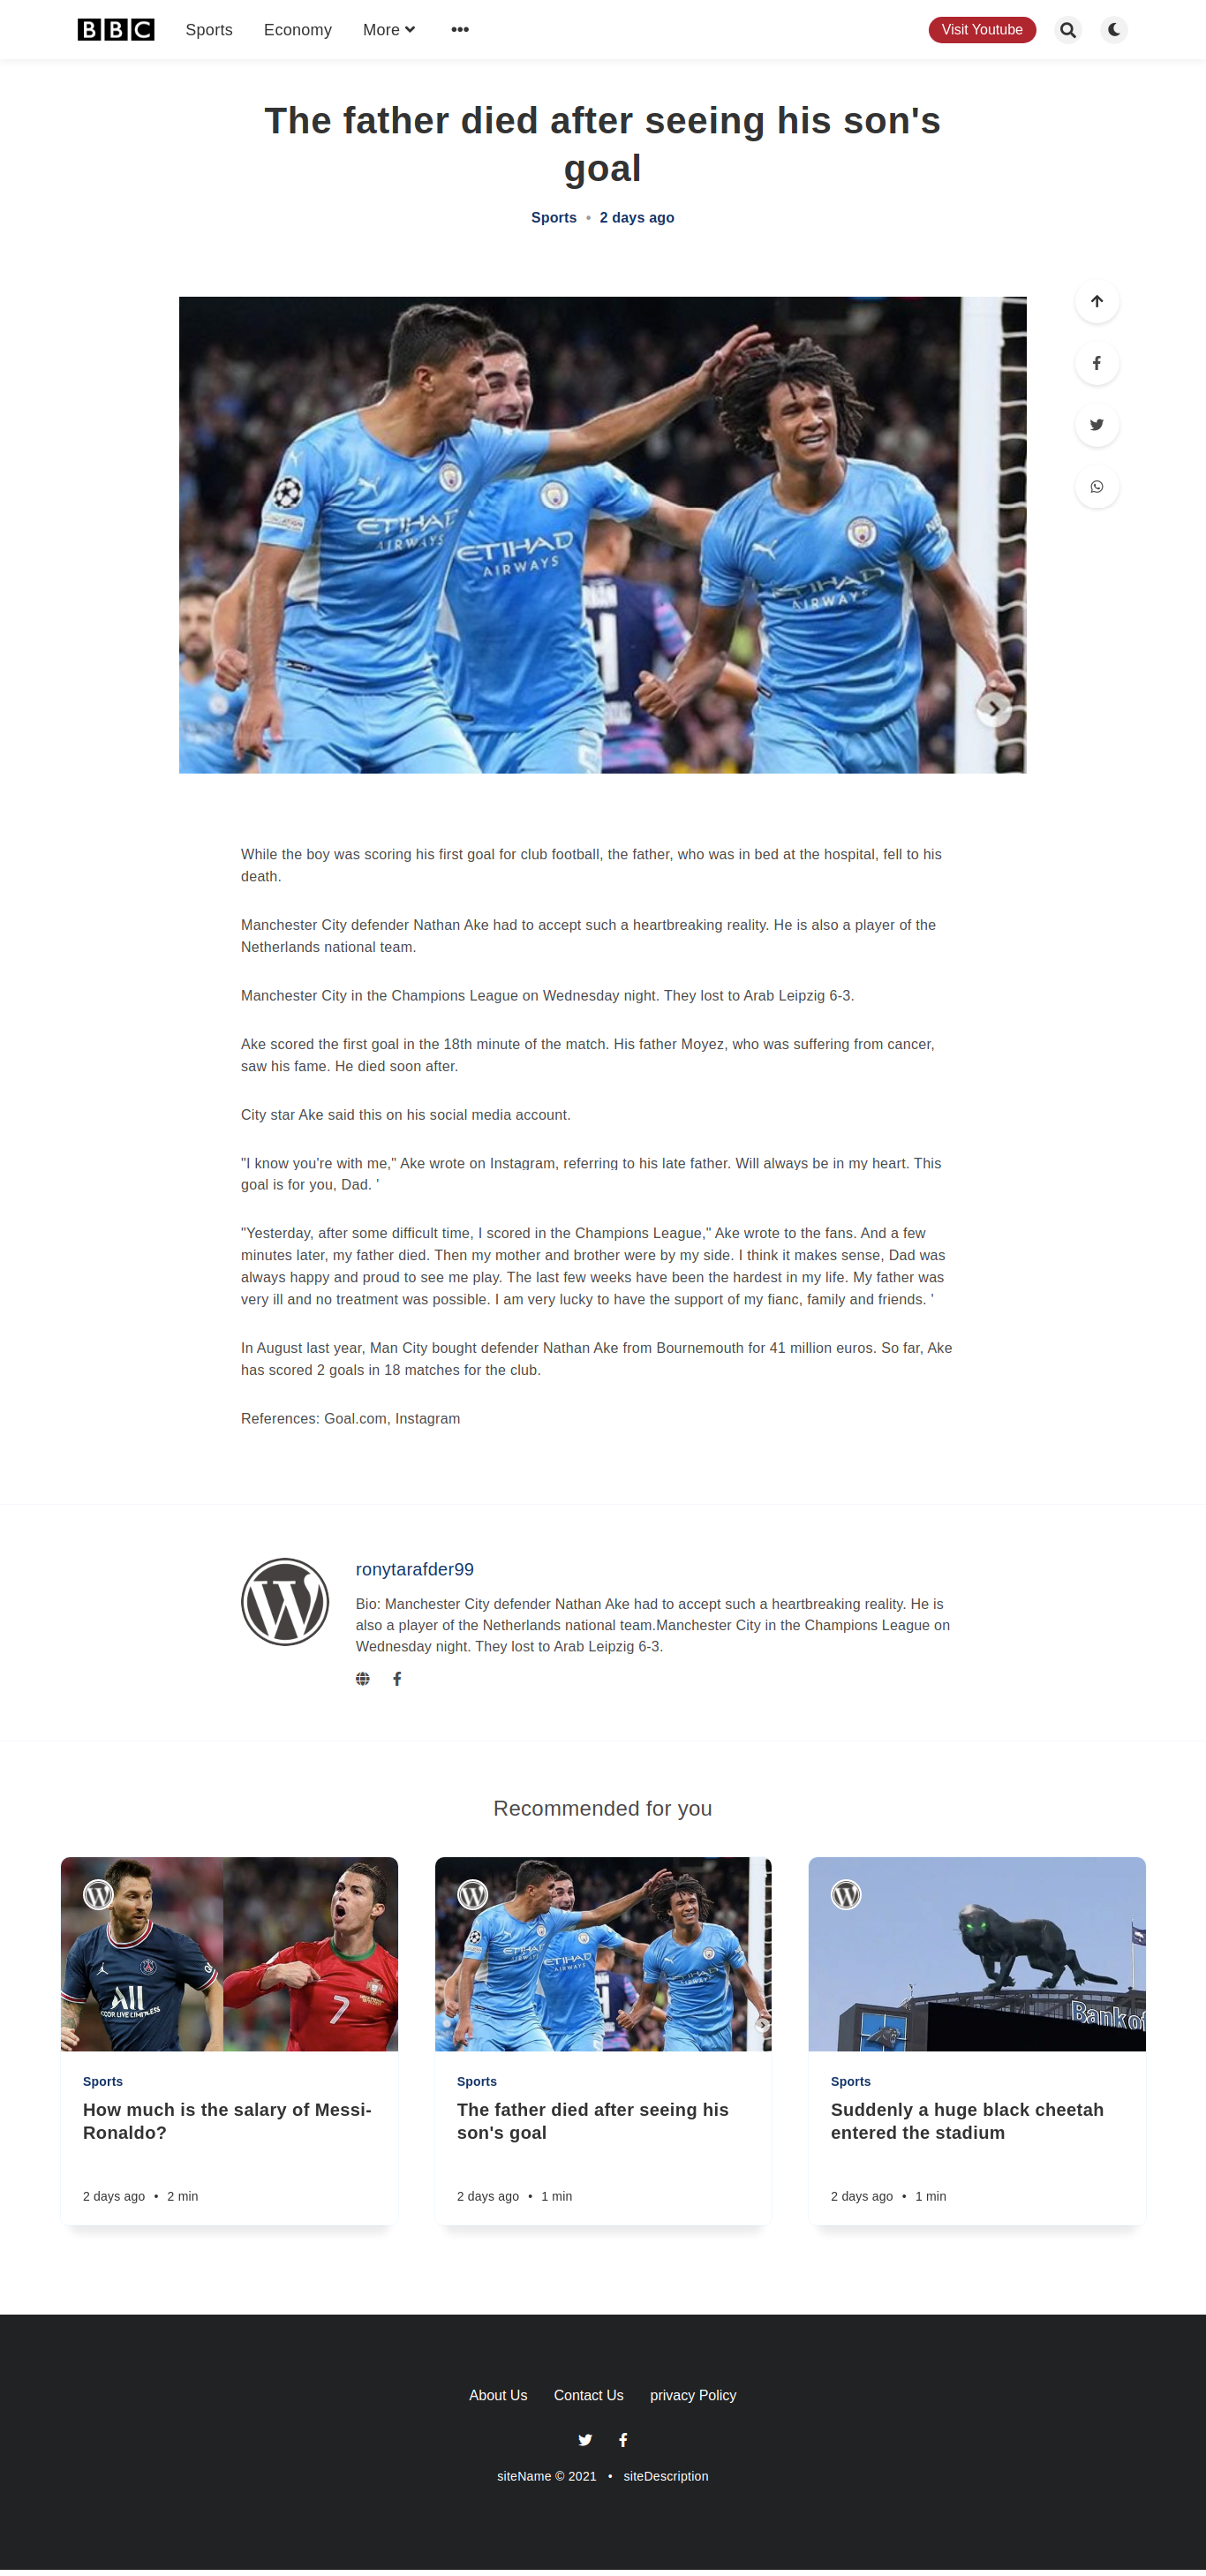 BBC Sports Economy More Visit Youtube
The father died after seeing his son's
goal
Sports • 2 days ago
ETIHAD
AIRWAYS
ETIHAD
AIRWAYS
ETIHAD
AIRWAYS
While the boy was scoring his first goal for club football, the father, who was in bed at the hospital, fell to his
death.
Manchester City defender Nathan Ake had to accept such a heartbreaking reality. He is also a player of the
Netherlands national team.
Manchester City in the Champions League on Wednesday night. They lost to Arab Leipzig 6-3.
Ake scored the first goal in the 18th minute of the match. His father Moyez, who was suffering from cancer,
saw his fame. He died soon after.
City star Ake said this on his social media account.
"I know you're with me," Ake wrote on Instagram, referring to his late father. Will always be in my heart. This
goal is for you, Dad. '
"Yesterday, after some difficult time, I scored in the Champions League," Ake wrote to the fans. And a few
minutes later, my father died. Then my mother and brother were by my side. I think it makes sense, Dad was
always happy and proud to see me play. The last few weeks have been the hardest in my life. My father was
very ill and no treatment was possible. I am very lucky to have the support of my fianc, family and friends. '
In August last year, Man City bought defender Nathan Ake from Bournemouth for 41 million euros. So far, Ake
has scored 2 goals in 18 matches for the club.
References: Goal.com, Instagram
ronytarafder99
Bio: Manchester City defender Nathan Ake had to accept such a heartbreaking reality. He is
also a player of the Netherlands national team.Manchester City in the Champions League on
Wednesday night. They lost to Arab Leipzig 6-3.
Recommended for you
ALL
ACCOR LIVE LIMITLESS
7
ETIHAD
AIRWAYS
ETIHAD
AIRWAYS
ETIHAD
AIRWAYS
Bank of
Sports
How much is the salary of Messi-
Ronaldo?
2 days ago • 2 min
Sports
The father died after seeing his
son's goal
2 days ago • 1 min
Sports
Suddenly a huge black cheetah
entered the stadium
2 days ago • 1 min
About Us Contact Us privacy Policy
siteName © 2021 • siteDescription